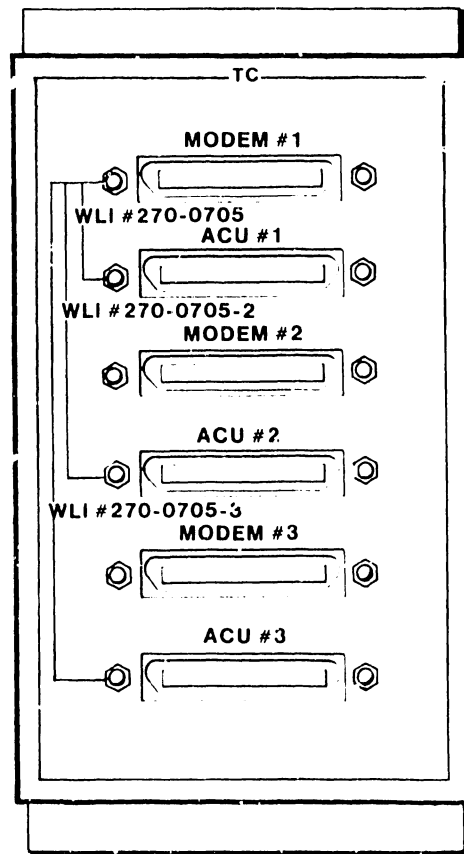 TC
MODEM #1
WLI #270-0705
ACU #1
WLI #270-0705-2
MODEM #2
ACU #2
WLI #270-0705-3
MODEM #3
ACU #3